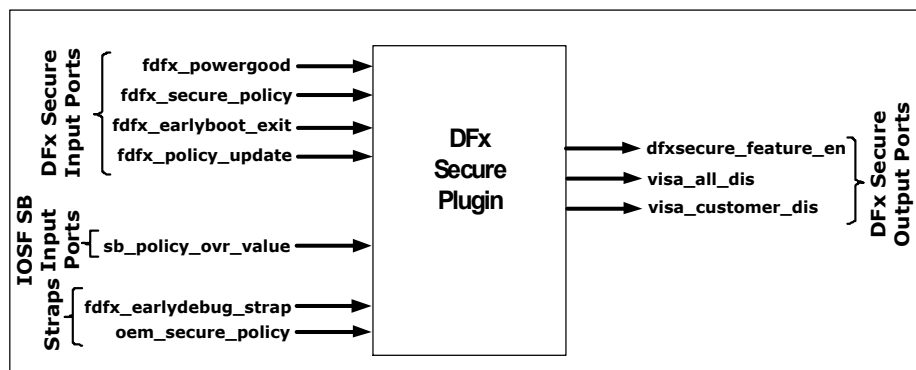 DFx Secure
Input Ports
fdfx_powergood
fdfx_secure_policy
fdfx_earlyboot_exit
fdfx_policy_update
IOSF SB
Input
Ports
sb_policy_ovr_value
Straps
fdfx_earlydebug_strap
oem_secure_policy
DFx
Secure
Plugin
dfxsecure_feature_en
visa_all_dis
visa_customer_dis
DFx Secure
Output Ports